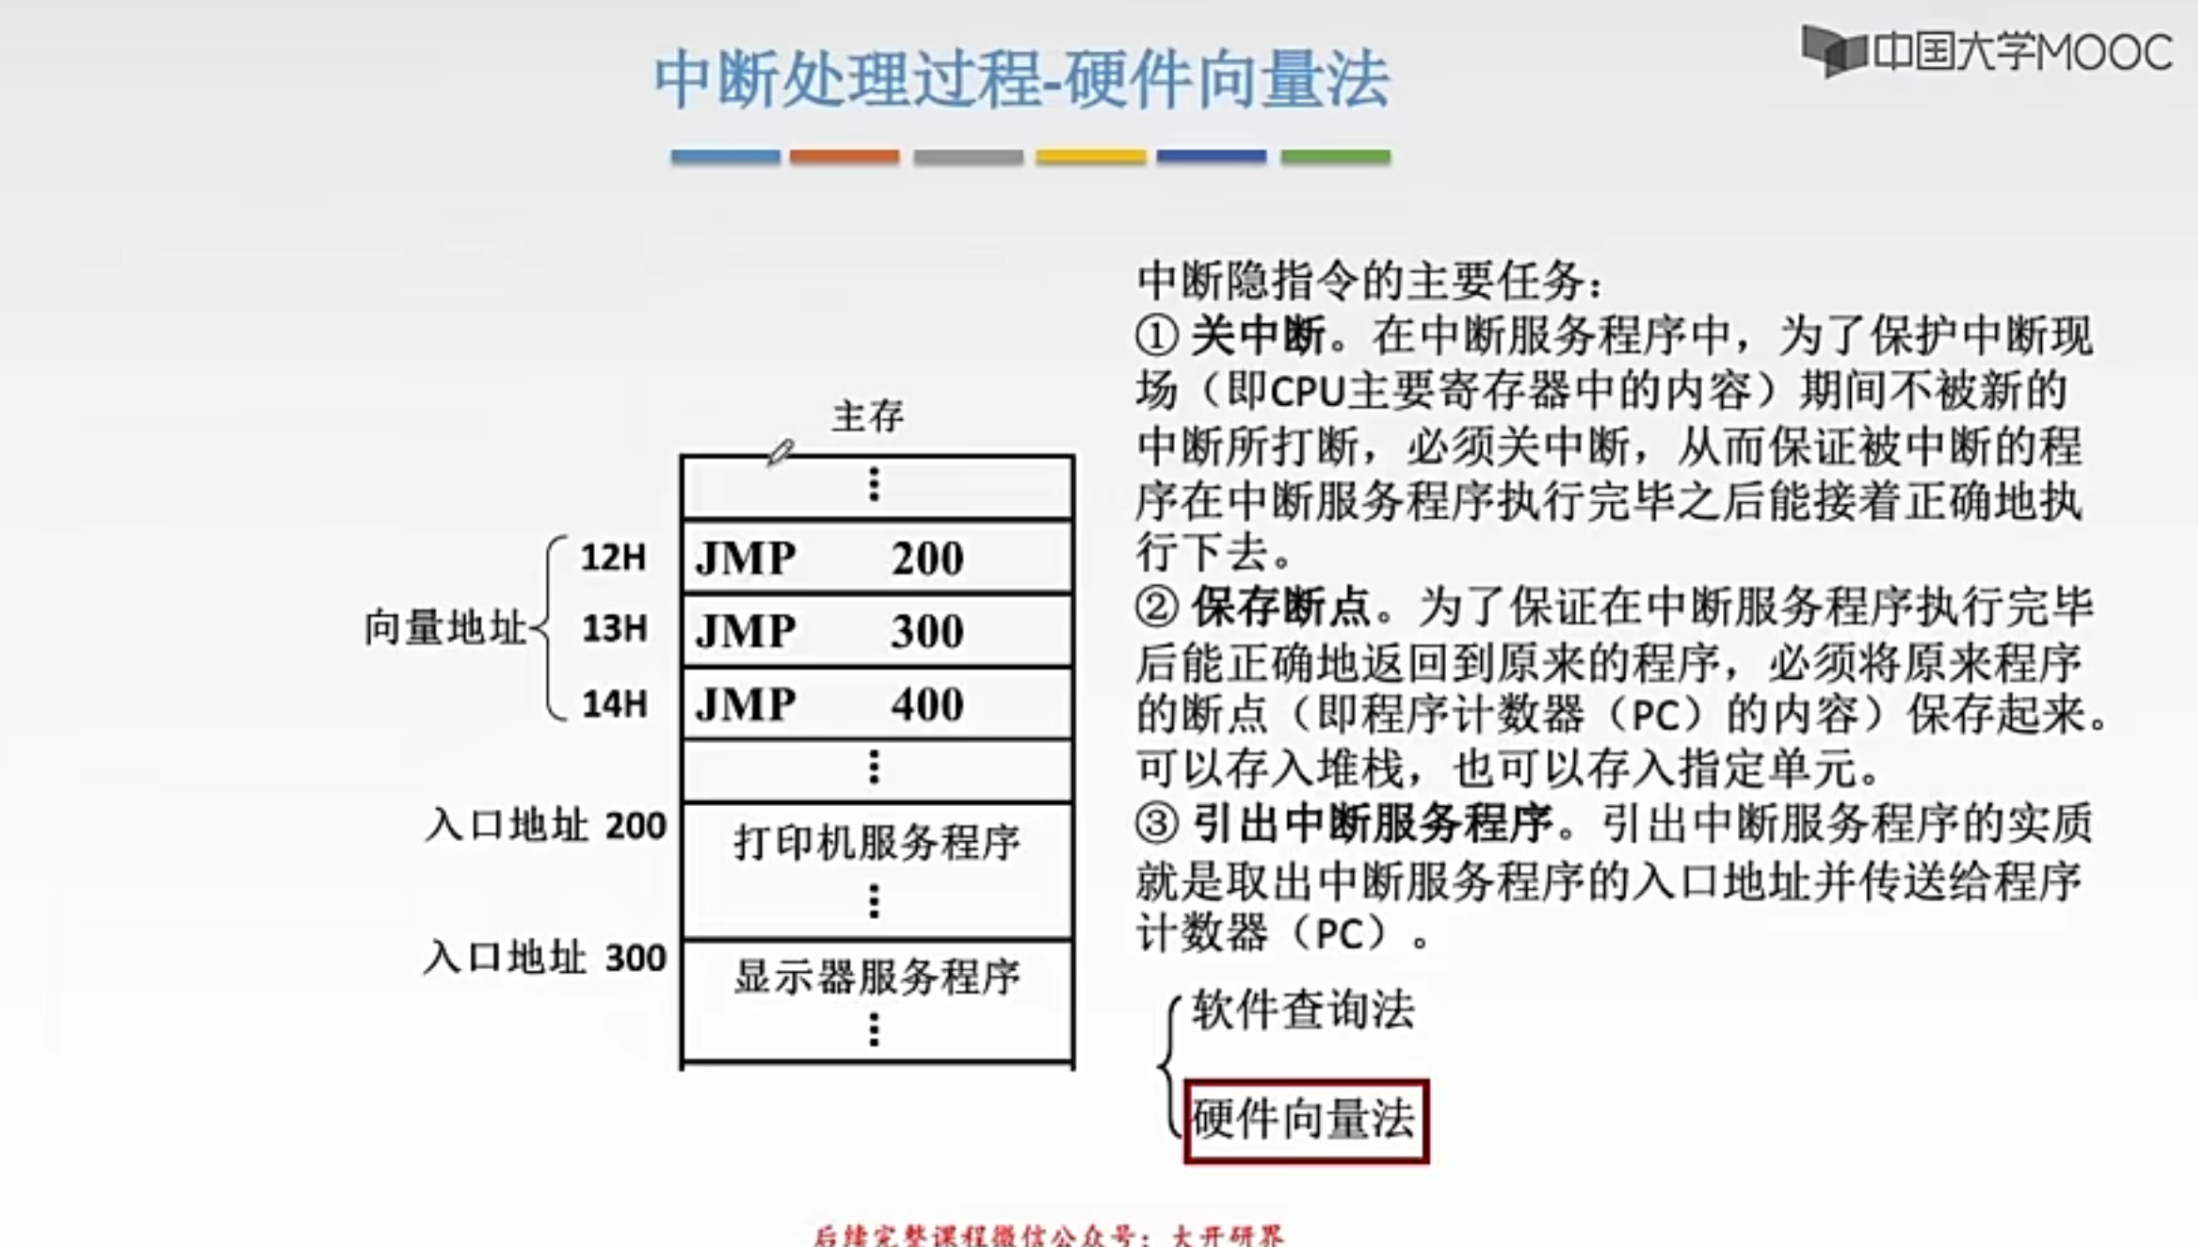 中国大学MOOC
中断处理过程-硬件向量法
中断隐指令的主要任务：
① 关中断。在中断服务程序中，为了保护中断现
场（即CPU主要寄存器中的内容）期间不被新的
中断所打断，必须关中断，从而保证被中断的程
序在中断服务程序执行完毕之后能接着正确地执
行下去。
② 保存断点。为了保证在中断服务程序执行完毕
后能正确地返回到原来的程序，必须将原来程序
的断点（即程序计数器（PC）的内容）保存起来。
可以存入堆栈，也可以存入指定单元。
③ 引出中断服务程序。引出中断服务程序的实质
就是取出中断服务程序的入口地址并传送给程序
计数器（PC）。
软件查询法
硬件向量法
主存
向量地址
12H JMP 200
13H JMP 300
14H JMP 400
入口地址 200 打印机服务程序
入口地址 300 显示器服务程序
后续完整课程微信公众号：大开研界